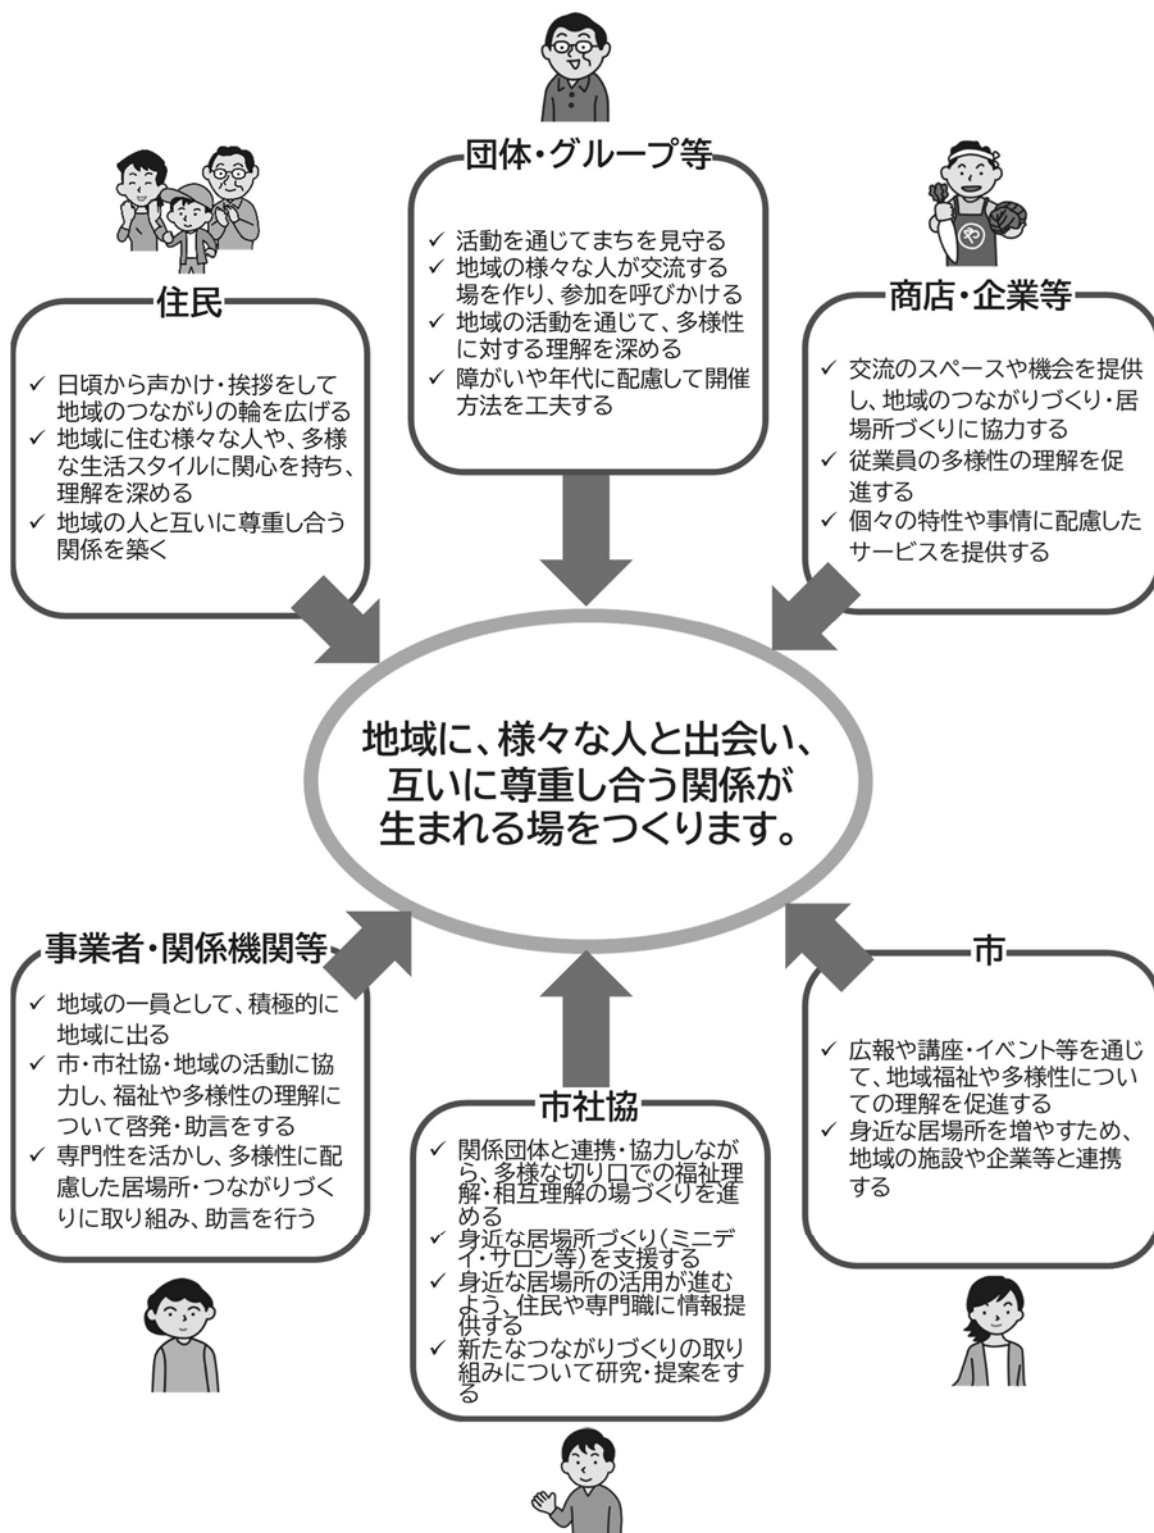 団体・グループ等
✓ 活動を通じてまちを見守る
✓ 地域の様々な人が交流する
場を作り、参加を呼びかける
✓ 地域の活動を通じて、多様性
に対する理解を深める
✓ 障がいや年代に配慮して開催
方法を工夫する
住民
✓ 日頃から声かけ・挨拶をして
地域のつながりの輪を広げる
✓ 地域に住む様々な人や、多様
な生活スタイルに関心を持ち、
理解を深める
✓ 地域の人と互いに尊重し合う
関係を築く
や
商店・企業等
✓ 交流のスペースや機会を提供
し、地域のつながりづくり・居
場所づくりに協力する
✓ 従業員の多様性の理解を促
進する
✓ 個々の特性や事情に配慮した
サービスを提供する
地域に、様々な人と出会い、
互いに尊重し合う関係が
生まれる場をつくります。
事業者・関係機関等
✓ 地域の一員として、積極的に
地域に出る
✓ 市・市社協・地域の活動に協
力し、福祉や多様性の理解に
ついて啓発・助言をする
✓ 専門性を活かし、多様性に配
慮した居場所・つながりづく
りに取り組み、助言を行う
市社協
✓ 関係団体と連携・協力しなが
ら、多様な切り口での福祉理
解・相互理解の場づくりを進
める
✓ 身近な居場所づくり(ミニデ
イ・サロン等)を支援する
✓ 身近な居場所の活用が進む
よう、住民や専門職に情報提
供する
✓ 新たなつながりづくりの取り
組みについて研究・提案をす
る
市
✓ 広報や講座・イベント等を通じ
て、地域福祉や多様性につい
ての理解を促進する
✓ 身近な居場所を増やすため、
地域の施設や企業等と連携
する